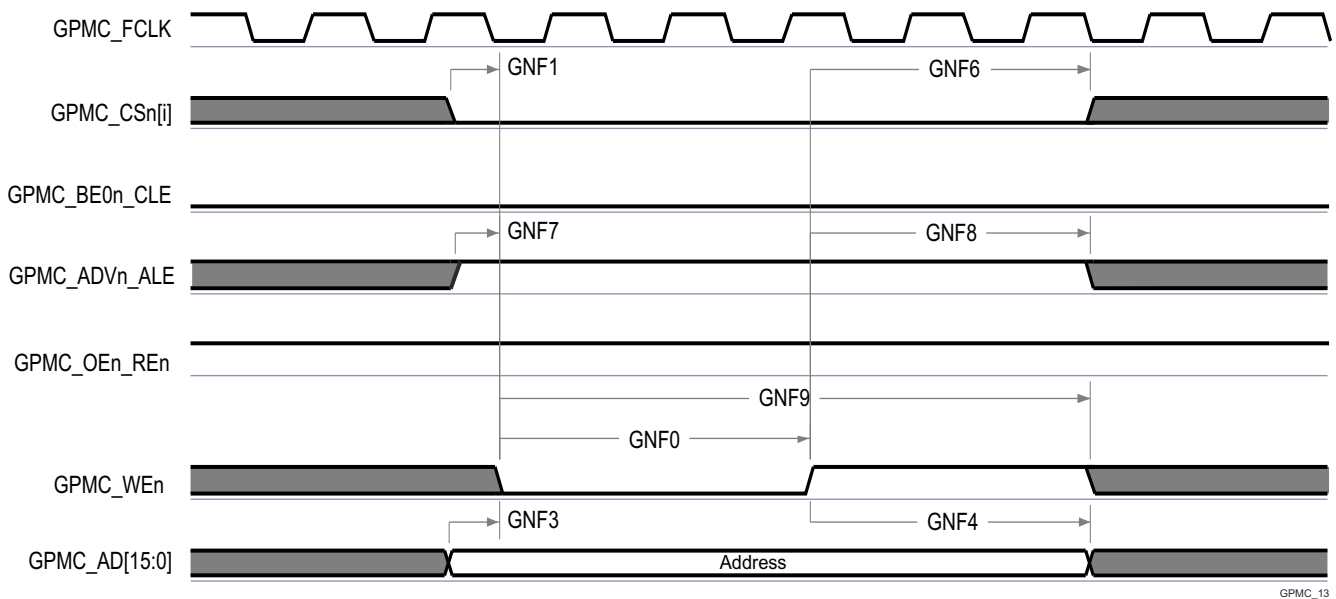 GPMC_FCLK
GNF1
GNF6
GPMC_CSn[i]
GPMC_BE0n_CLE
GNF7
GNF8
GPMC_ADVn_ALE
GPMC_OEn_REn
GNF9
GNF0
GPMC_WEn
GNF3
GNF4
GPMC_AD[15:0]
Address
GPMC_13